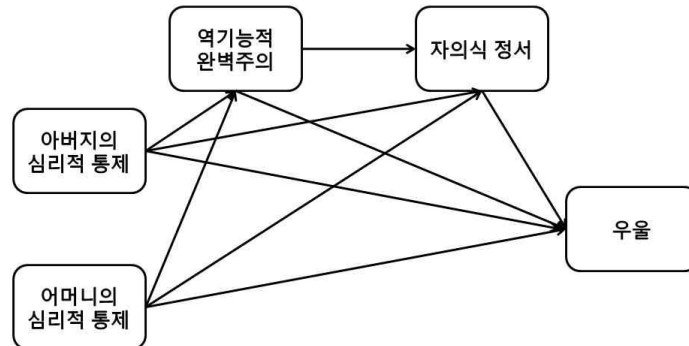 역기능적
완벽주의
자의식 정서
아버지의
심리적 통제
우울
어머니의
심리적 통제